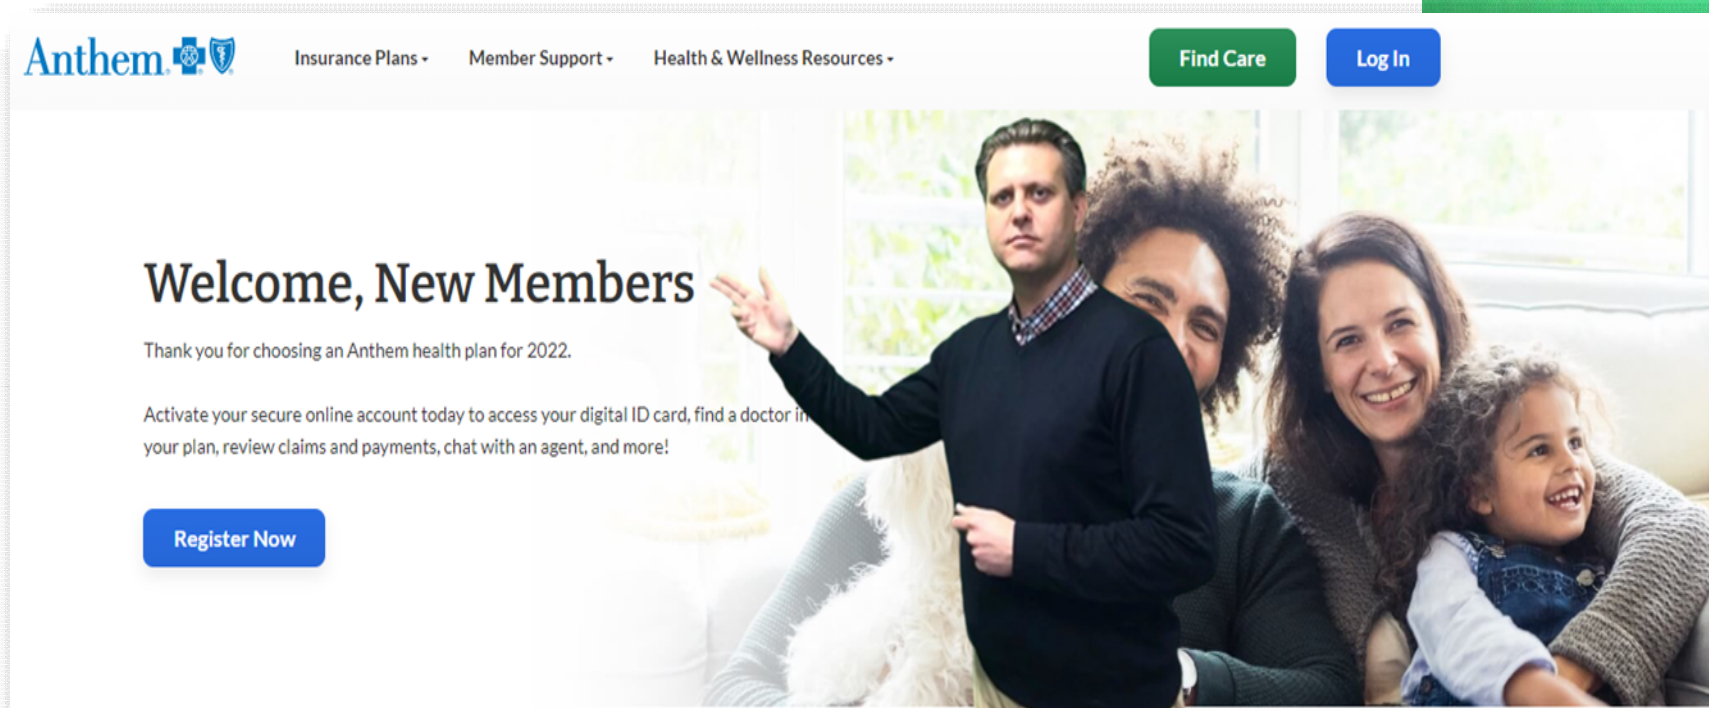 Anthem
Insurance Plans
Member Support
Health & Wellness Resources
Find Care
Log In
Welcome, New Members
Thank you for choosing an Anthem health plan for 2022.
Activate your secure online account today to access your digital ID card, find a doctor in
your plan, review claims and payments, chat with an agent, and more!
Register Now